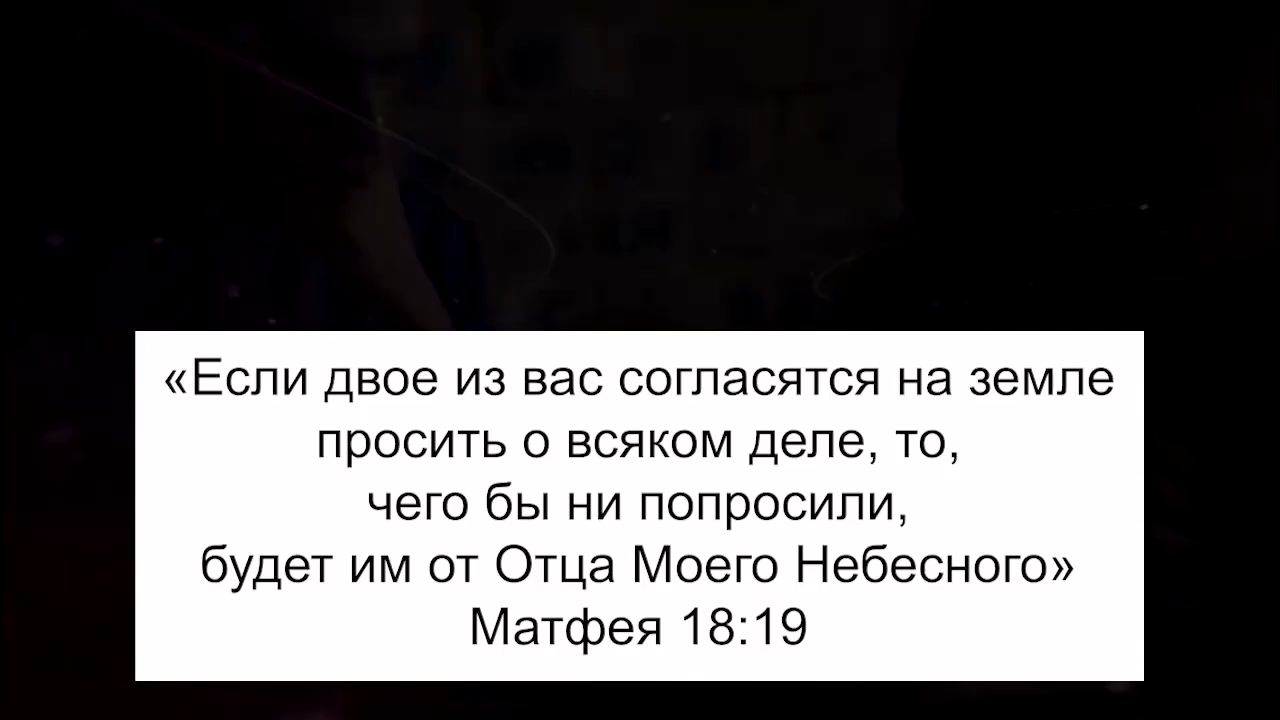 «Если двое из вас согласятся на земле
просить о всяком деле, то,
чего бы ни попросили,
будет им от Отца Моего Небесного»
Матфея 18:19